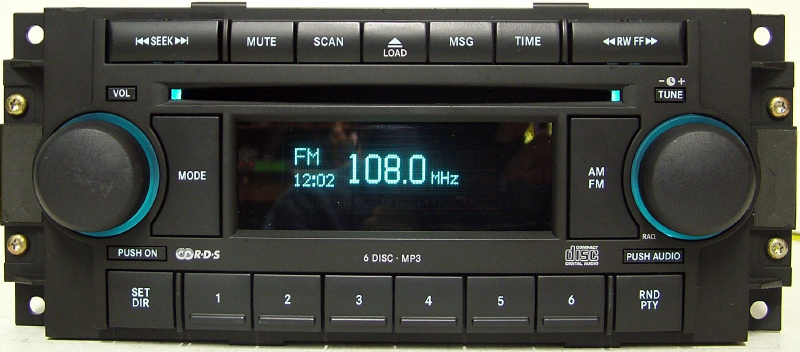 SEEK
MUTE
SCAN
LOAD
MSG
TIME
RW FF
VOL
- +
TUNE
MODE
FM
12:02
108.0 MHz
AM
FM
RAQ
PUSH ON
R·D·S
6 DISC · MP3
COMPACT
disc
DIGITAL AUDIO
PUSH AUDIO
SET
DIR
1
2
3
4
5
6
RND
PTY